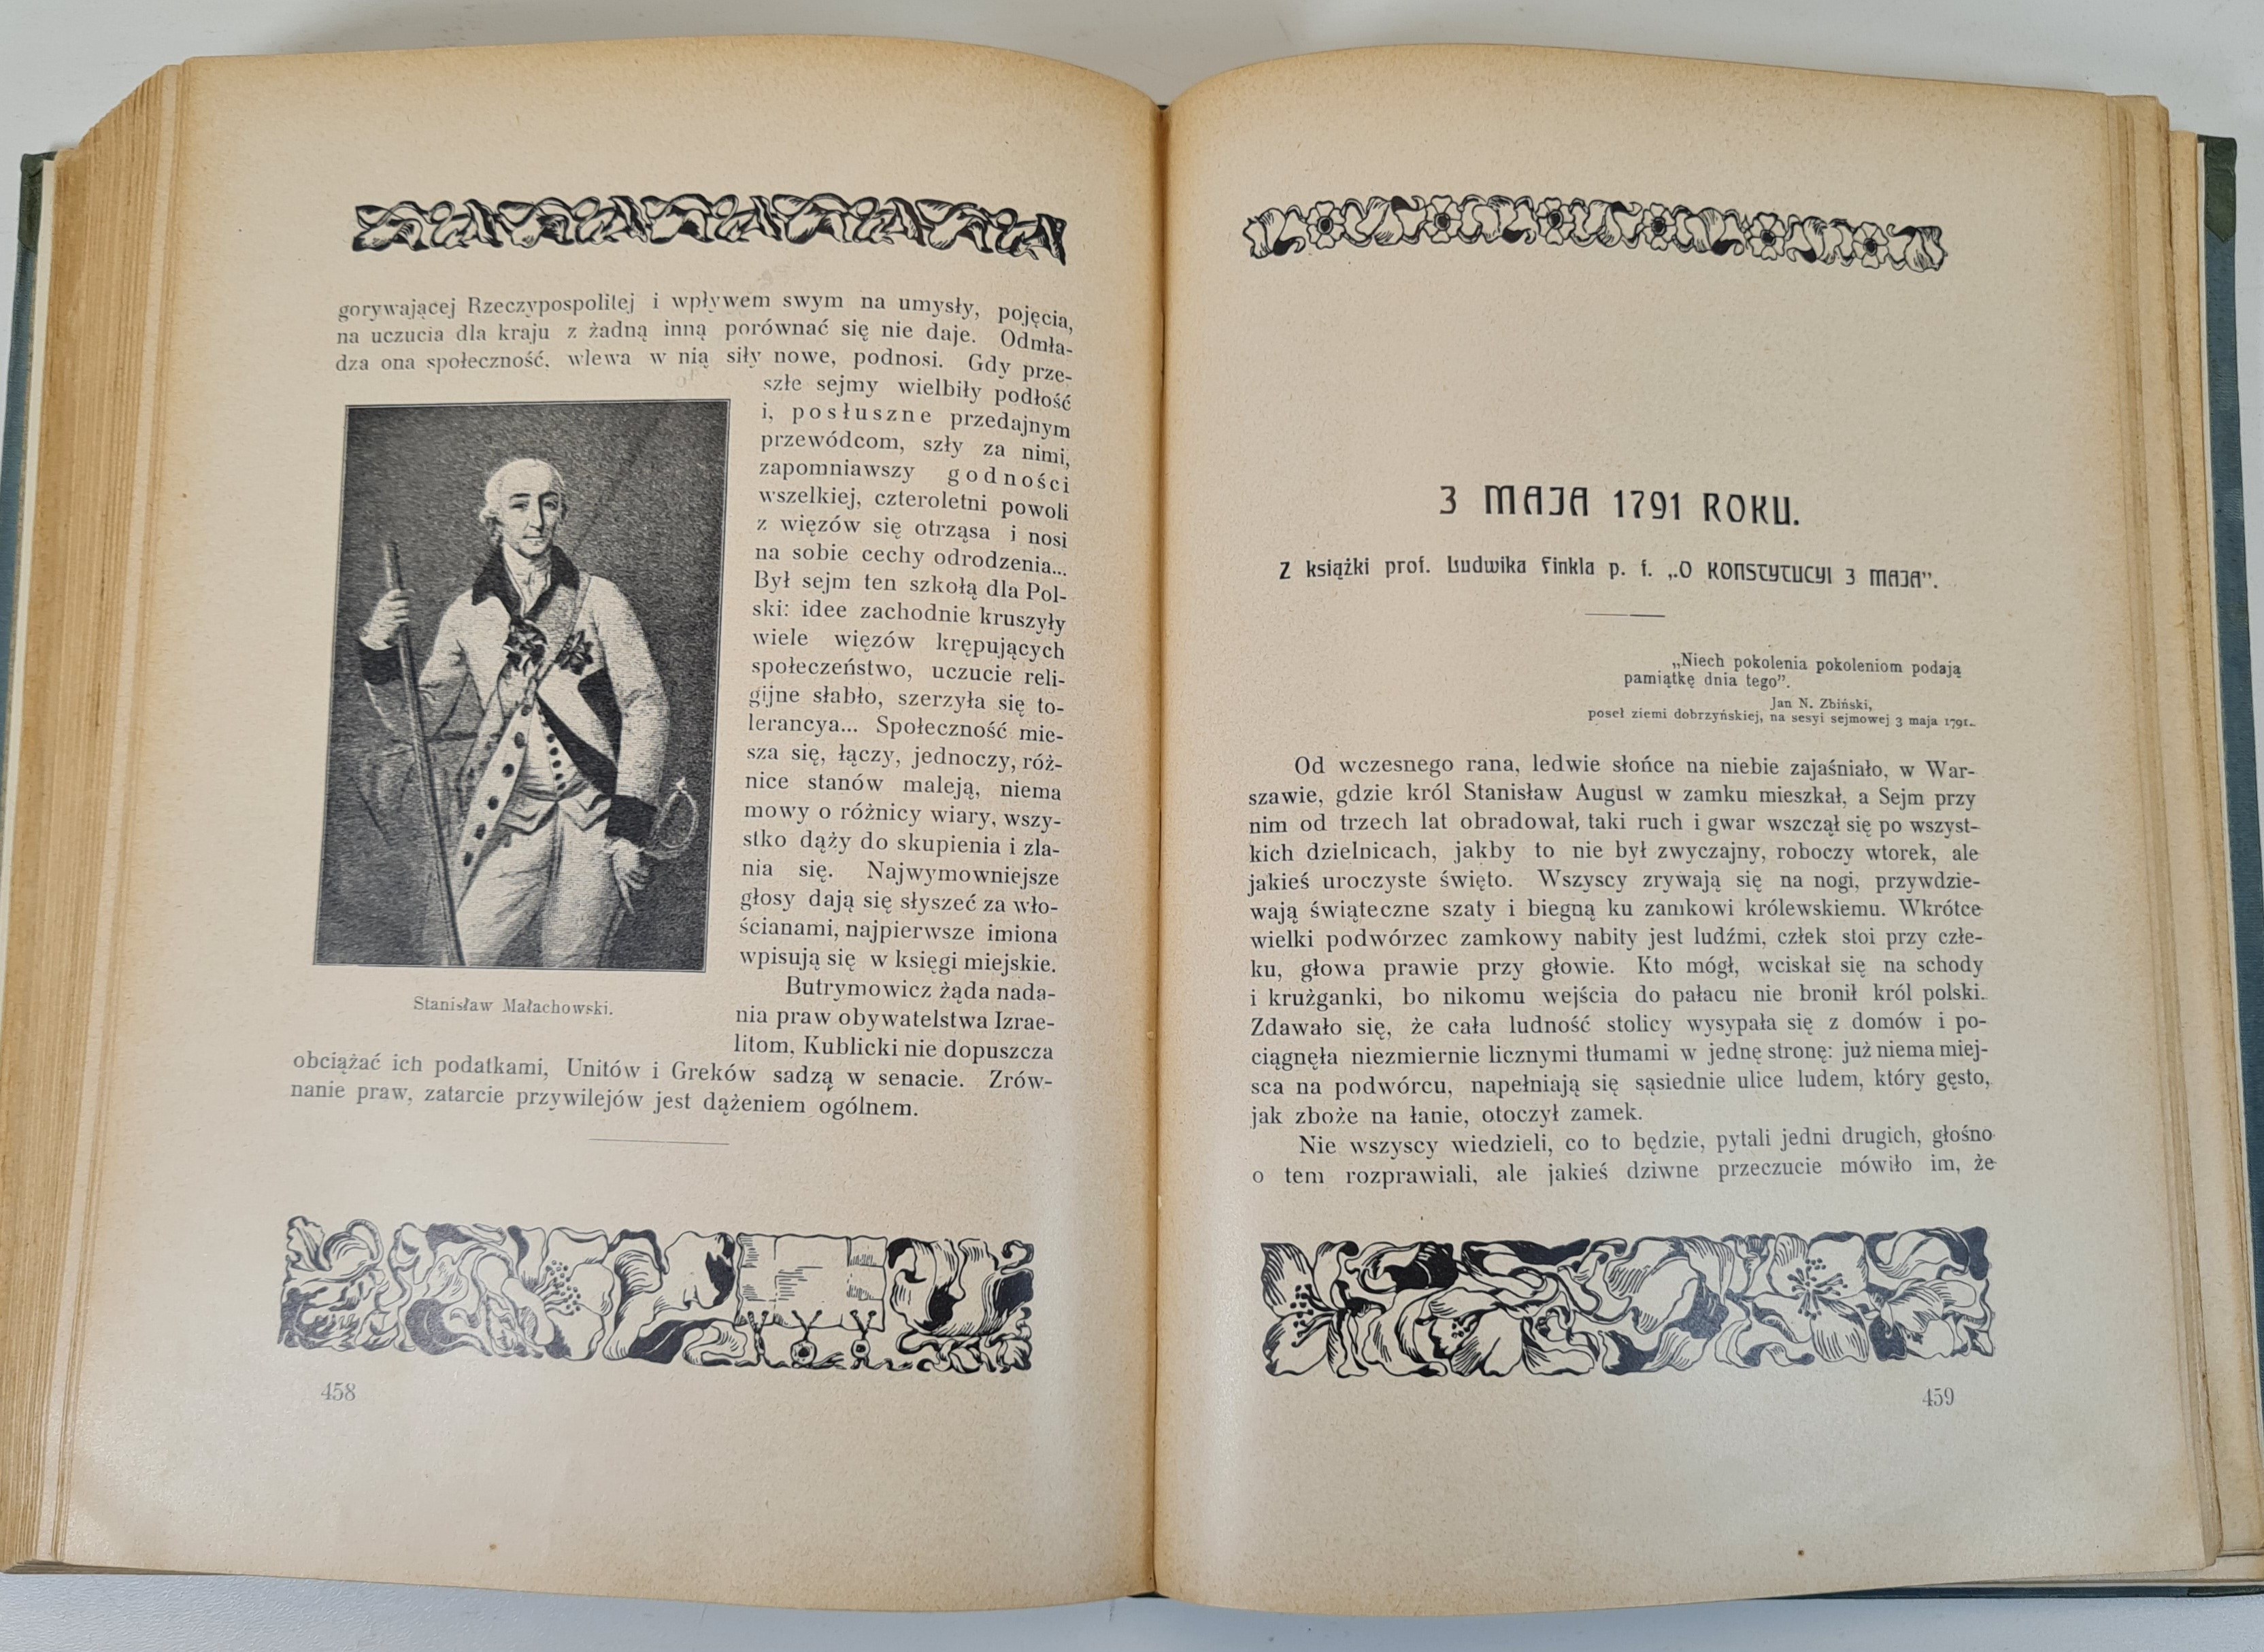 gorywającej Rzeczypospolitej i wpływem swym na umysły, pojęcia,
na uczucia dla kraju z żadną inną porównać się nie daje. Odmła-
dza ona społeczność, wlewa w nią siły nowe, podnosi. Gdy prze-
szłe sejmy wielbiły podłość
i, posłuszne przedajnym
przewódcom, szły za nimi,
zapomniawszy godności
wszelkiej, czteroletni powoli
z więzów się otrząsa i nosi
na sobie cechy odrodzenia...
Był sejm ten szkołą dla Pol-
ski: idee zachodnie kruszyły
wiele więzów krępujących
społeczeństwo, uczucie reli-
gijne słabło, szerzyła się to-
lerancya... Społeczność mie-
sza się, łączy, jednoczy, róż-
nice stanów maleją, niema
mowy o różnicy wiary, wszy-
stko dąży do skupienia i zla-
nia się. Najwymowniejsze
głosy dają się słyszeć za wło-
ścianami, najpierwsze imiona
wpisują się w księgi miejskie.
Butrymowicz żąda nada-
nia praw obywatelstwa Izrae-
litom, Kublicki nie dopuszcza
obciążać ich podatkami, Unitów i Greków sadzą w senacie. Zrów-
nanie praw, zatarcie przywilejów jest dążeniem ogólnem.
Stanisław Małachowski.
458
3 MAJA 1791 ROKU.
Z książki prof. Ludwika Finkla p. f. „O KONSTYTUCYI 3 MAJA”.
„Niech pokolenia pokoleniom podają
pamiątkę dnia tego”.
Jan N. Zbiński,
poseł ziemi dobrzyńskiej, na sesyi sejmowej 3 maja 1791.
Od wczesnego rana, ledwie słońce na niebie zajaśniało, w War-
szawie, gdzie król Stanisław August w zamku mieszkał, a Sejm przy
nim od trzech lat obradował, taki ruch i gwar wszczął się po wszyst-
kich dzielnicach, jakby to nie był zwyczajny, roboczy wtorek, ale
jakieś uroczyste święto. Wszyscy zrywają się na nogi, przywdzie-
wają świąteczne szaty i biegną ku zamkowi królewskiemu. Wkrótce
wielki podwórzec zamkowy nabity jest ludźmi, człek stoi przy człe-
ku, głowa prawie przy głowie. Kto mógł, wciskał się na schody
i krużganki, bo nikomu wejścia do pałacu nie bronił król polski.
Zdawało się, że cała ludność stolicy wysypała się z domów i po-
ciągnęła niezmiernie licznymi tłumami w jednę stronę: już niema miej-
sca na podwórcu, napełniają się sąsiednie ulice ludem, który gęsto,
jak zboże na łanie, otoczył zamek.
Nie wszyscy wiedzieli, co to będzie, pytali jedni drugich, głośno
o tem rozprawiali, ale jakieś dziwne przeczucie mówiło im, że
459